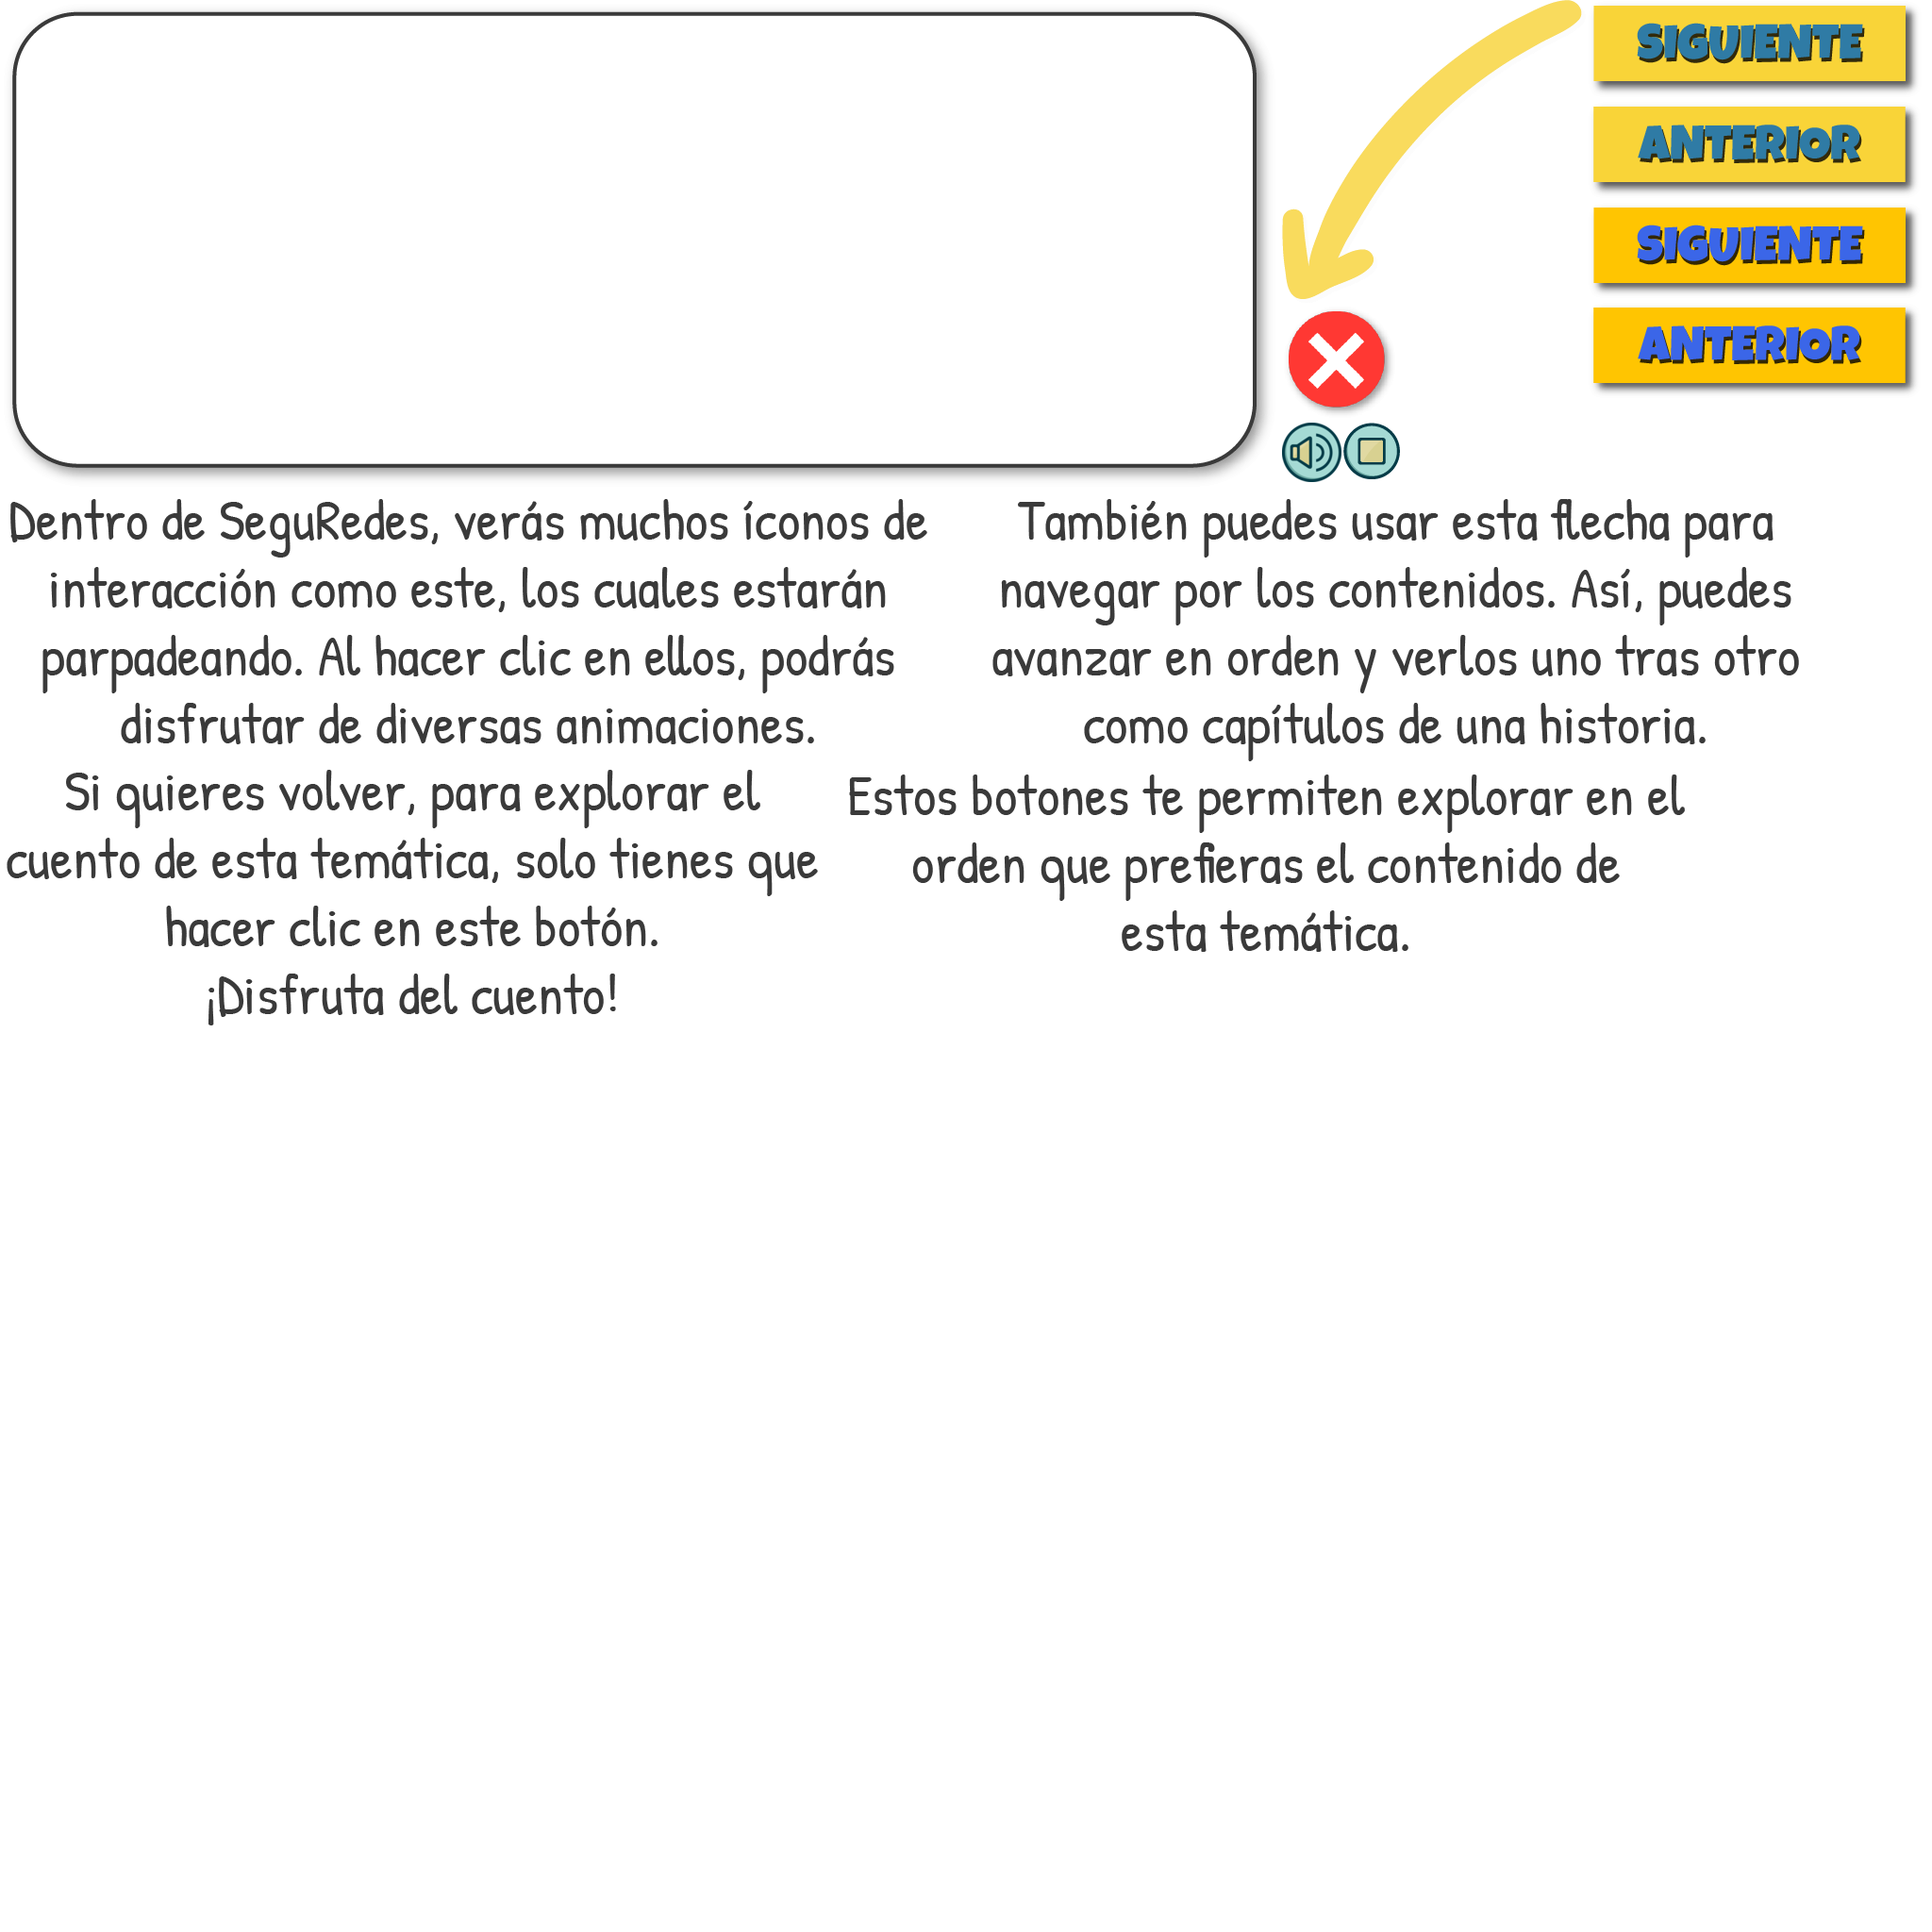 SIGUIENTE
ANTERIOR
SIGUIENTE
ANTERIOR
Dentro de SeguRedes, verás muchos íconos de
interacción como este, los cuales estarán
parpadeando. Al hacer clic en ellos, podrás
disfrutar de diversas animaciones.
También puedes usar esta flecha para
navegar por los contenidos. Así, puedes
avanzar en orden y verlos uno tras otro
como capítulos de una historia.
Si quieres volver, para explorar el
cuento de esta temática, solo tienes que
hacer clic en este botón.
¡Disfruta del cuento!
Estos botones te permiten explorar en el
orden que prefieras el contenido de
esta temática.